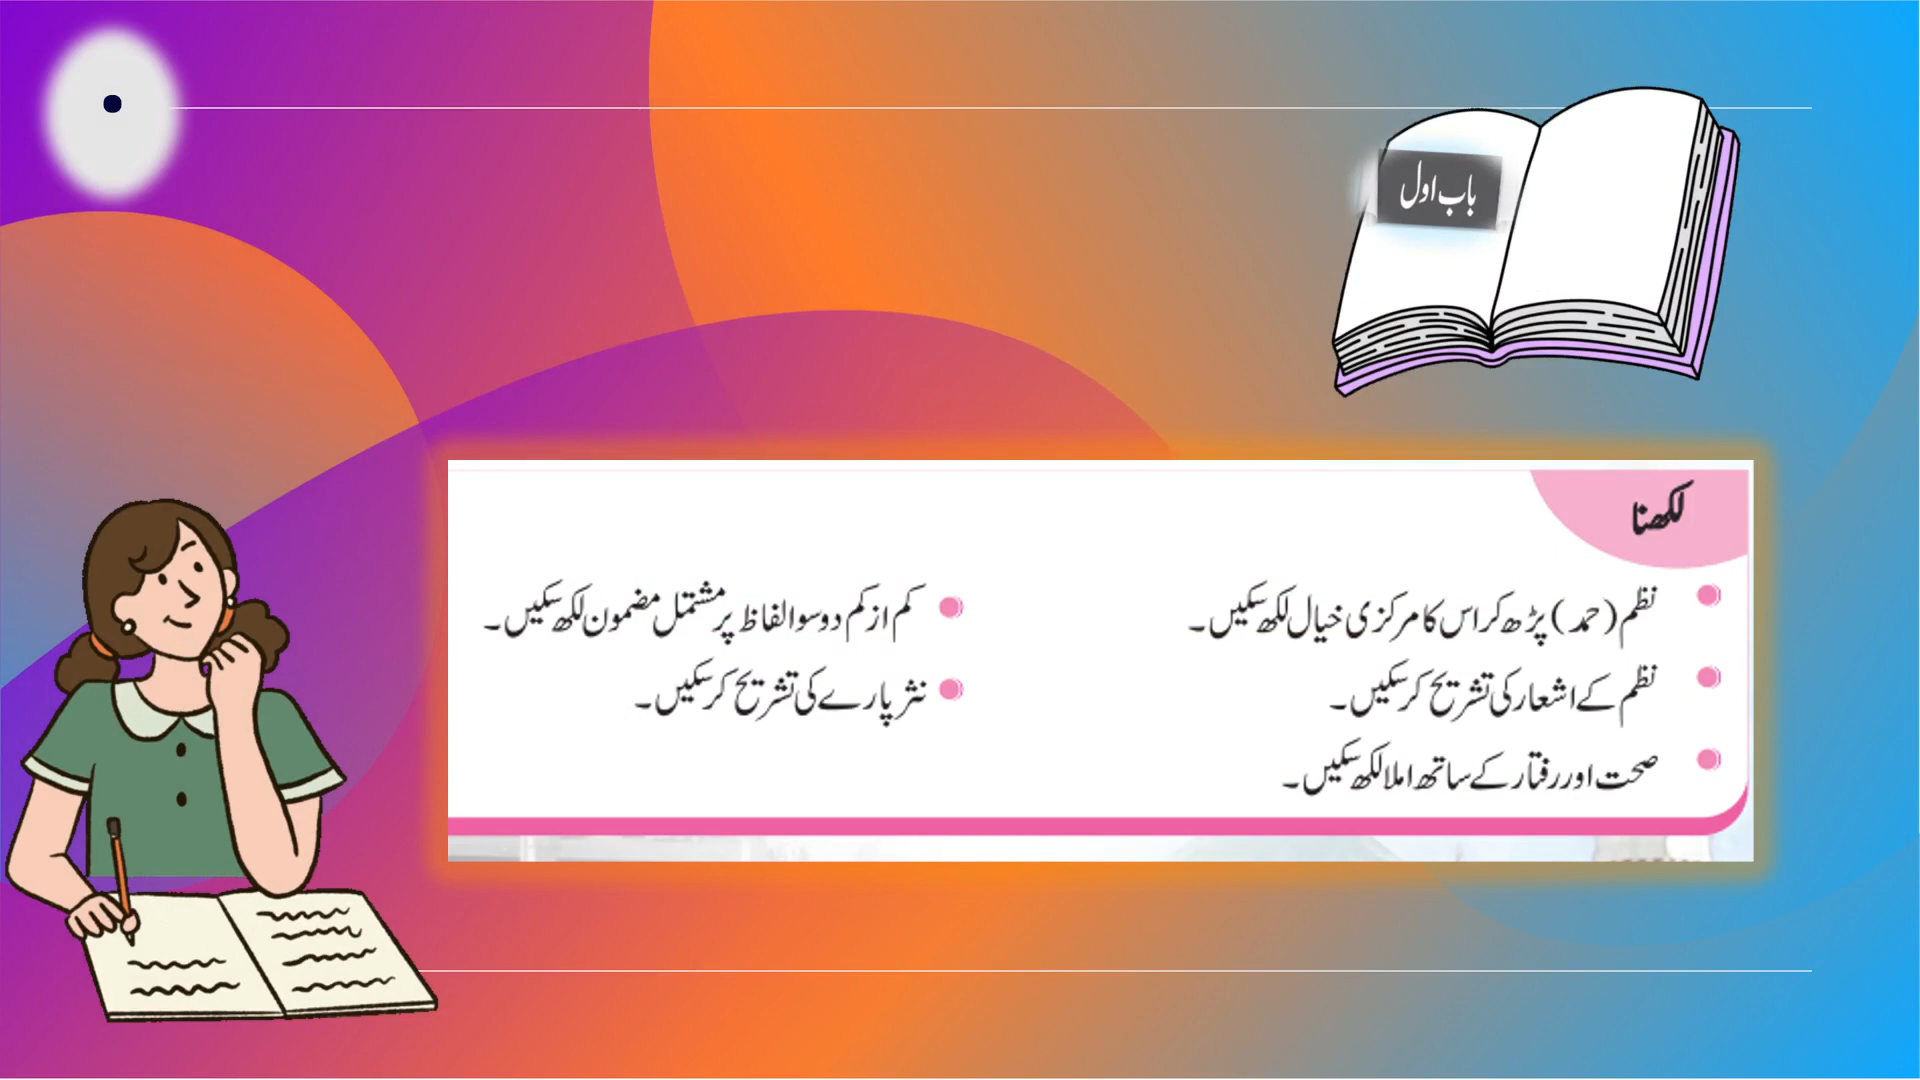 باب اول
لکھنا
نظم (حمد) پڑھ کر اس کا مرکزی خیال لکھ سکیں۔
نظم کے اشعار کی تشریح کر سکیں۔
صحت اور رفتار کے ساتھ املا لکھ سکیں۔
کم از کم دو سو الفاظ پر مشتمل مضمون لکھ سکیں۔
نثر پارے کی تشریح کر سکیں۔